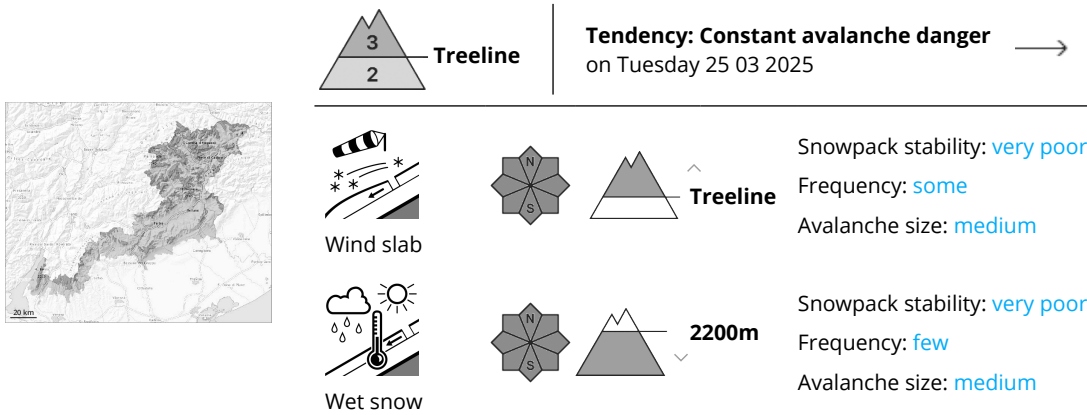 3
2
Treeline
Tendency: Constant avalanche danger
on Tuesday 25 03 2025
20 km
N
S
Treeline
Snowpack stability: very poor
Frequency: some
Avalanche size: medium
Wind slab
N
S
2200m
Snowpack stability: very poor
Frequency: few
Avalanche size: medium
Wet snow